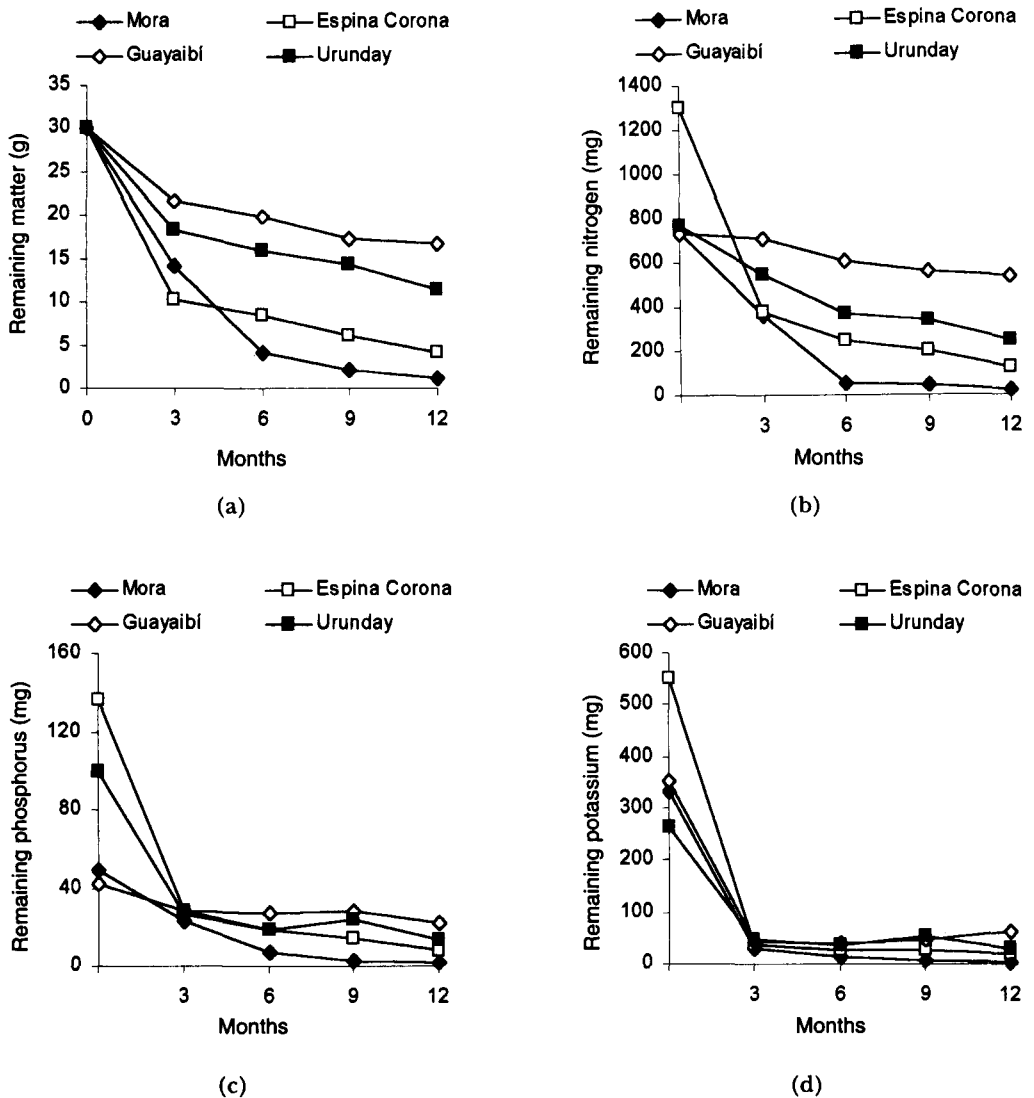 Mora Espina Corona
Guayaibí Urunday
Remaining matter (g)
35
30
25
20
15
10
5
0
0 3 6 9 12
Months
(a)
Mora Espina Corona
Guayaibí Urunday
Remaining nitrogen (mg)
1400
1200
1000
800
600
400
200
0
3 6 9 12
Months
(b)
Mora Espina Corona
Guayaibí Urunday
Remaining phosphorus (mg)
160
120
80
40
0
3 6 9 12
Months
(c)
Mora Espina Corona
Guayaibí Urunday
Remaining potassium (mg)
600
500
400
300
200
100
0
3 6 9 12
Months
(d)